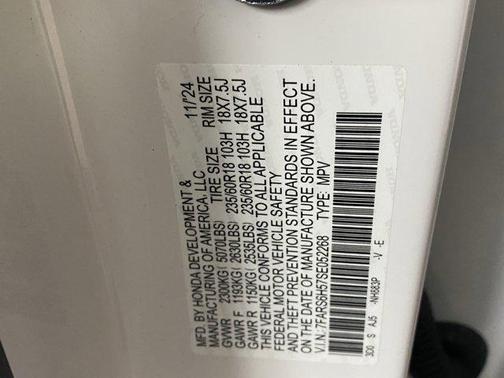 MFD. BY HONDA DEVELOPMENT & 11/24
MANUFACTURING OF AMERICA, LLC
TIRE SIZE RIM SIZE
GVWR 2300KG( 5070LBS)
GAWR F 1193KG( 2630LBS) 235/60R18 103H 18X7.5J
GAWR R 1150KG( 2535LBS) 235/60R18 103H 18X7.5J
THIS VEHICLE CONFORMS TO ALL APPLICABLE
FEDERAL MOTOR VEHICLE SAFETY
AND THEFT PREVENTION STANDARDS IN EFFECT
ON THE DATE OF MANUFACTURE SHOWN ABOVE.
V.I.N.: 7FARS6H57SE052268 TYPE: MPV
3D0 S AJ5 -NH883P -V -E